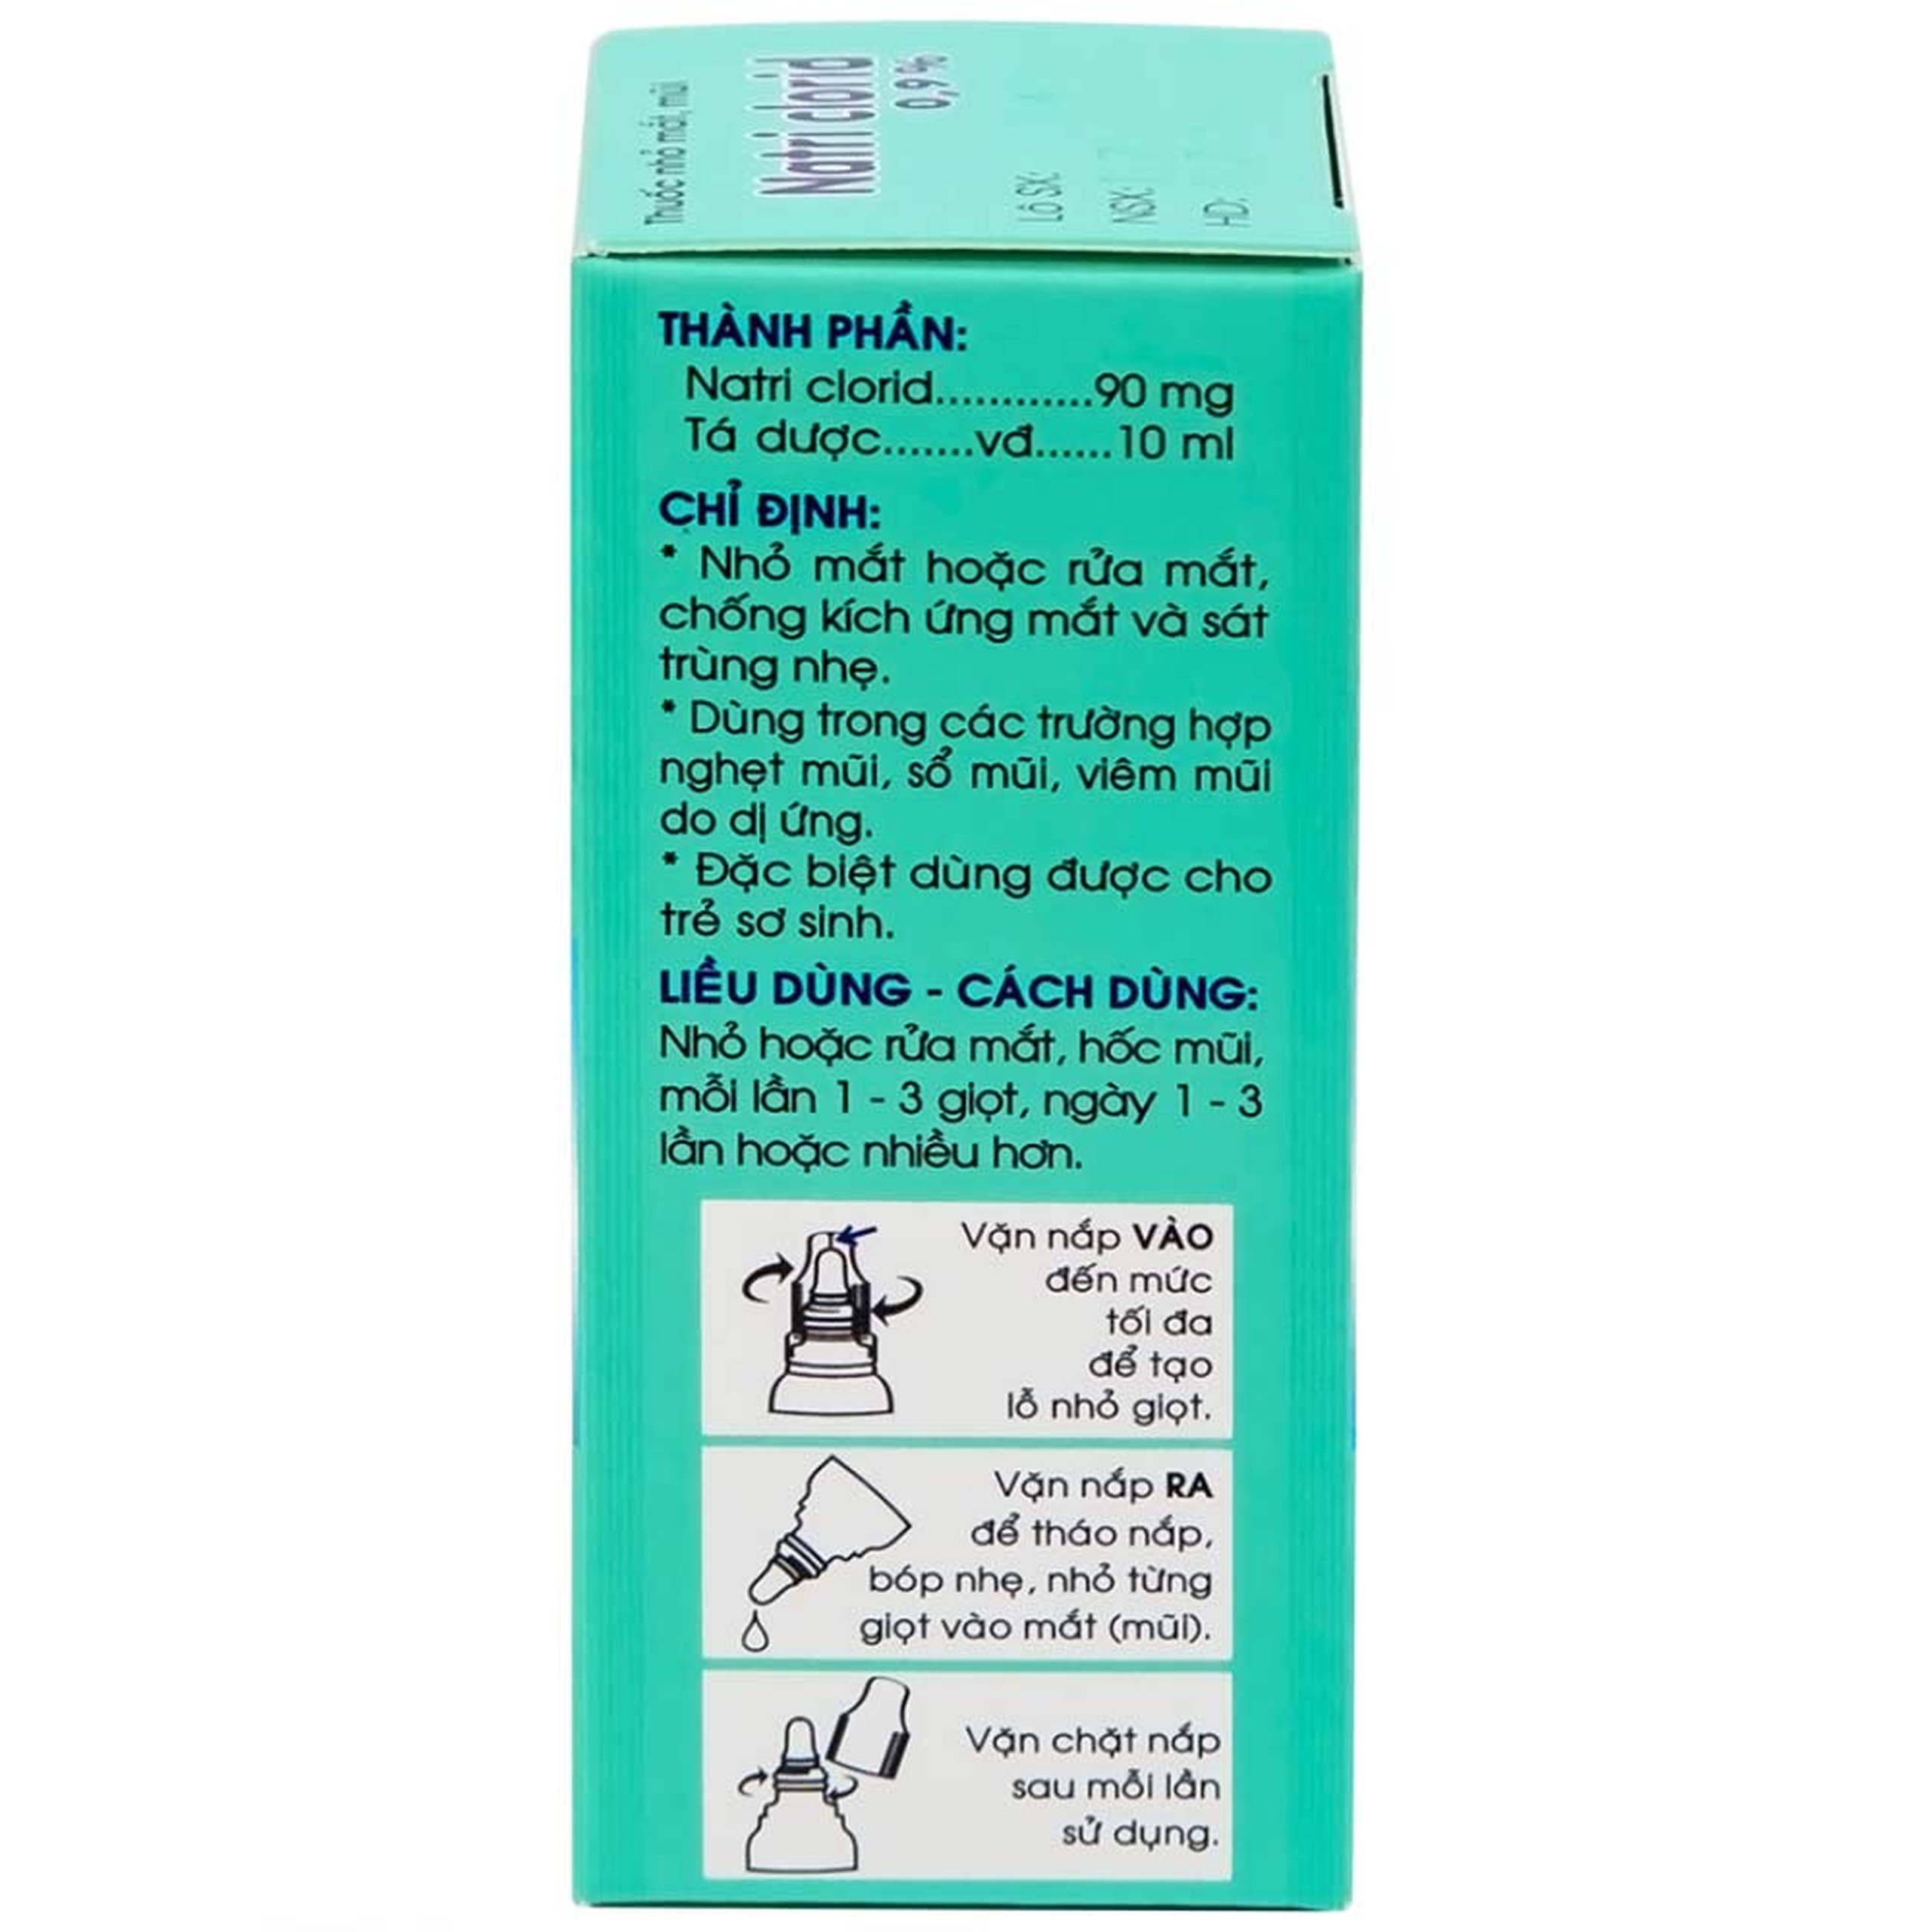 Thuốc nhỏ mắt, mũi
Natri clorid
0,9%
Lô SX:
NSX:
HD:
THÀNH PHẦN:
Natri clorid............90 mg
Tá dược.......vđ......10 ml
CHỈ ĐỊNH:
* Nhỏ mắt hoặc rửa mắt,
chống kích ứng mắt và sát
trùng nhẹ.
* Dùng trong các trường hợp
nghẹt mũi, sổ mũi, viêm mũi
do dị ứng.
* Đặc biệt dùng được cho
trẻ sơ sinh.
LIỀU DÙNG - CÁCH DÙNG:
Nhỏ hoặc rửa mắt, hốc mũi,
mỗi lần 1 - 3 giọt, ngày 1 - 3
lần hoặc nhiều hơn.
Vặn nắp VÀO
đến mức
tối đa
để tạo
lỗ nhỏ giọt.
Vặn nắp RA
để tháo nắp,
bóp nhẹ, nhỏ từng
giọt vào mắt (mũi).
Vặn chặt nắp
sau mỗi lần
sử dụng.